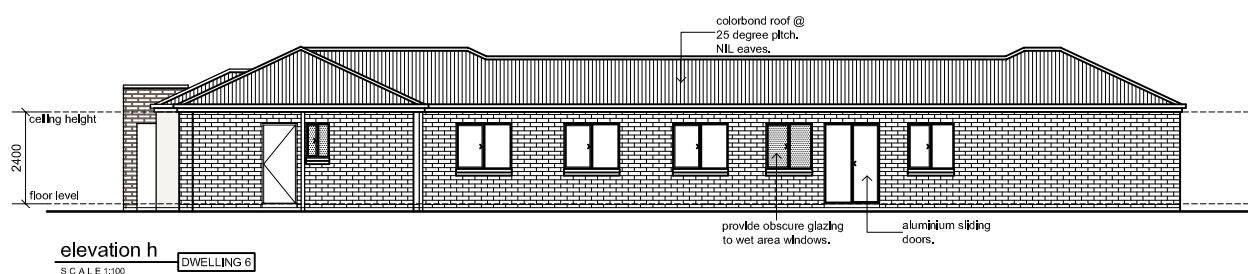 colorbond roof @
25 degree pitch.
NIL eaves.
ceiling height
2400
floor level
provide obscure glazing
to wet area windows.
aluminium sliding
doors.
elevation h
DWELLING 6
SCALE 1:100